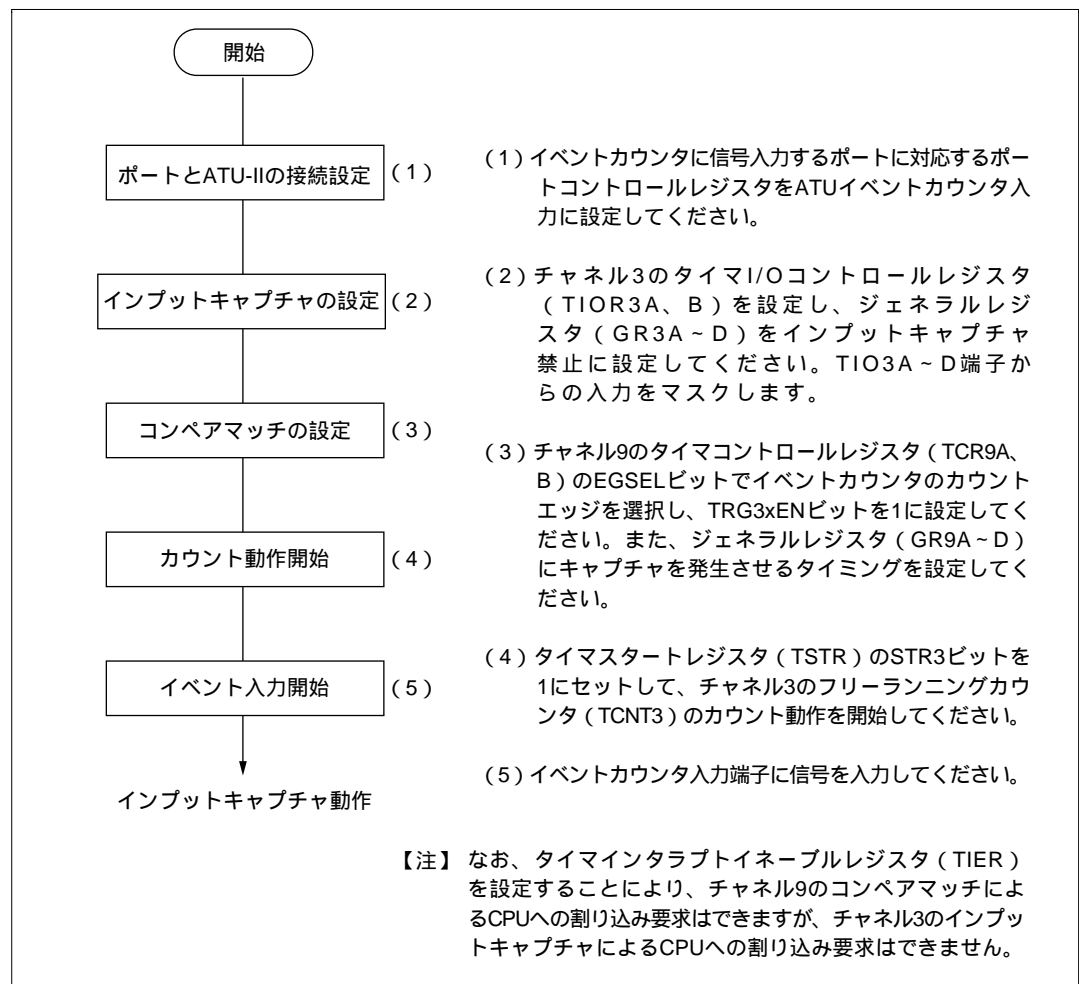 開始
ポートとATU-IIの接続設定
(1)
(1)イベントカウンタに信号入力するポートに対応するポー
トコントロールレジスタをATUイベントカウンタ入
力に設定してください。
インプットキャプチャの設定
(2)
(2)チャネル3のタイマI/Oコントロールレジスタ
(TIOR3A、B)を設定し、ジェネラルレジ
スタ(GR3A~D)をインプットキャプチャ
禁止に設定してください。TIO3A~D端子か
らの入力をマスクします。
コンペアマッチの設定
(3)
(3)チャネル9のタイマコントロールレジスタ(TCR9A、
B)のEGSELビットでイベントカウンタのカウント
エッジを選択し、TRG3xENビットを1に設定してく
ださい。また、ジェネラルレジスタ(GR9A~D)
にキャプチャを発生させるタイミングを設定してく
ださい。
カウント動作開始
(4)
(4)タイマスタートレジスタ(TSTR)のSTR3ビットを
1にセットして、チャネル3のフリーランニングカウ
ンタ(TCNT3)のカウント動作を開始してください。
イベント入力開始
(5)
(5)イベントカウンタ入力端子に信号を入力してください。
インプットキャプチャ動作
【注】 なお、タイマインタラプトイネーブルレジスタ(TIER)
を設定することにより、チャネル9のコンペアマッチによ
るCPUへの割り込み要求はできますが、チャネル3のインプッ
トキャプチャによるCPUへの割り込み要求はできません。